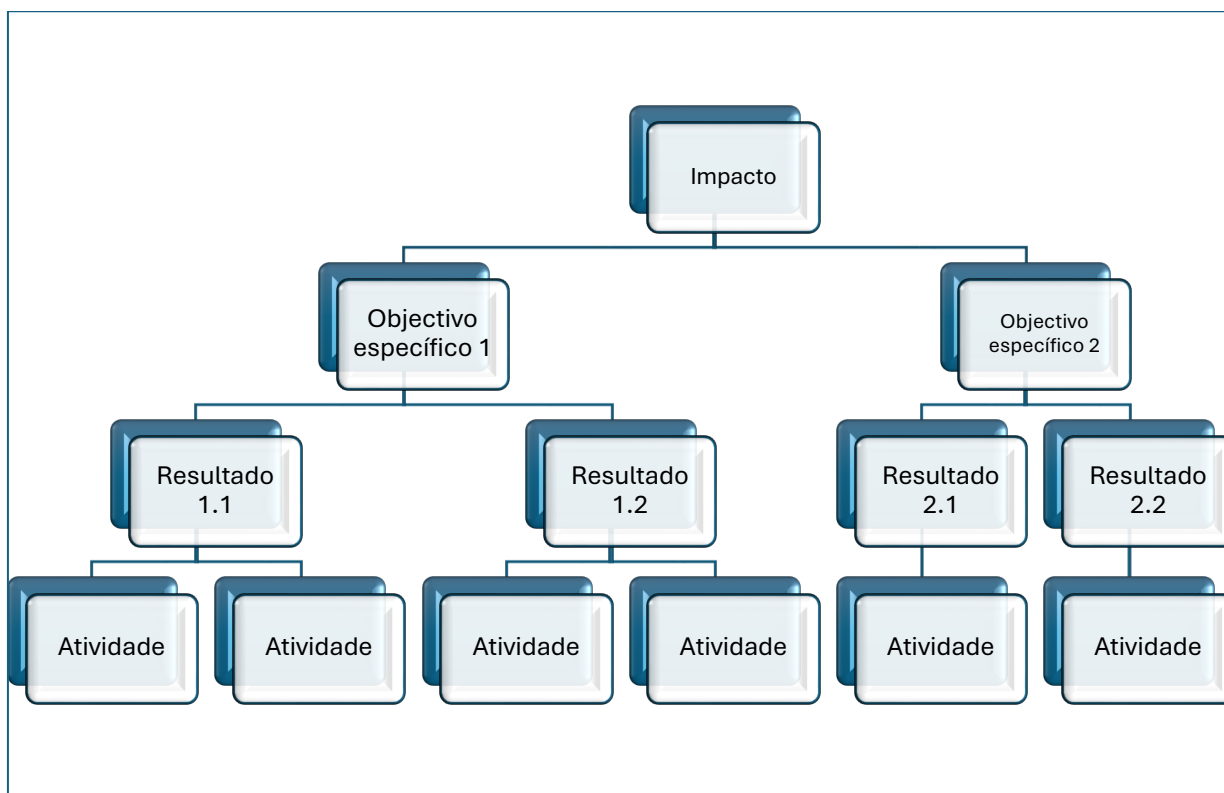 Impacto
Objectivo
específico 1
Objectivo
específico 2
Resultado
1.1
Resultado
1.2
Resultado
2.1
Resultado
2.2
Atividade
Atividade
Atividade
Atividade
Atividade
Atividade